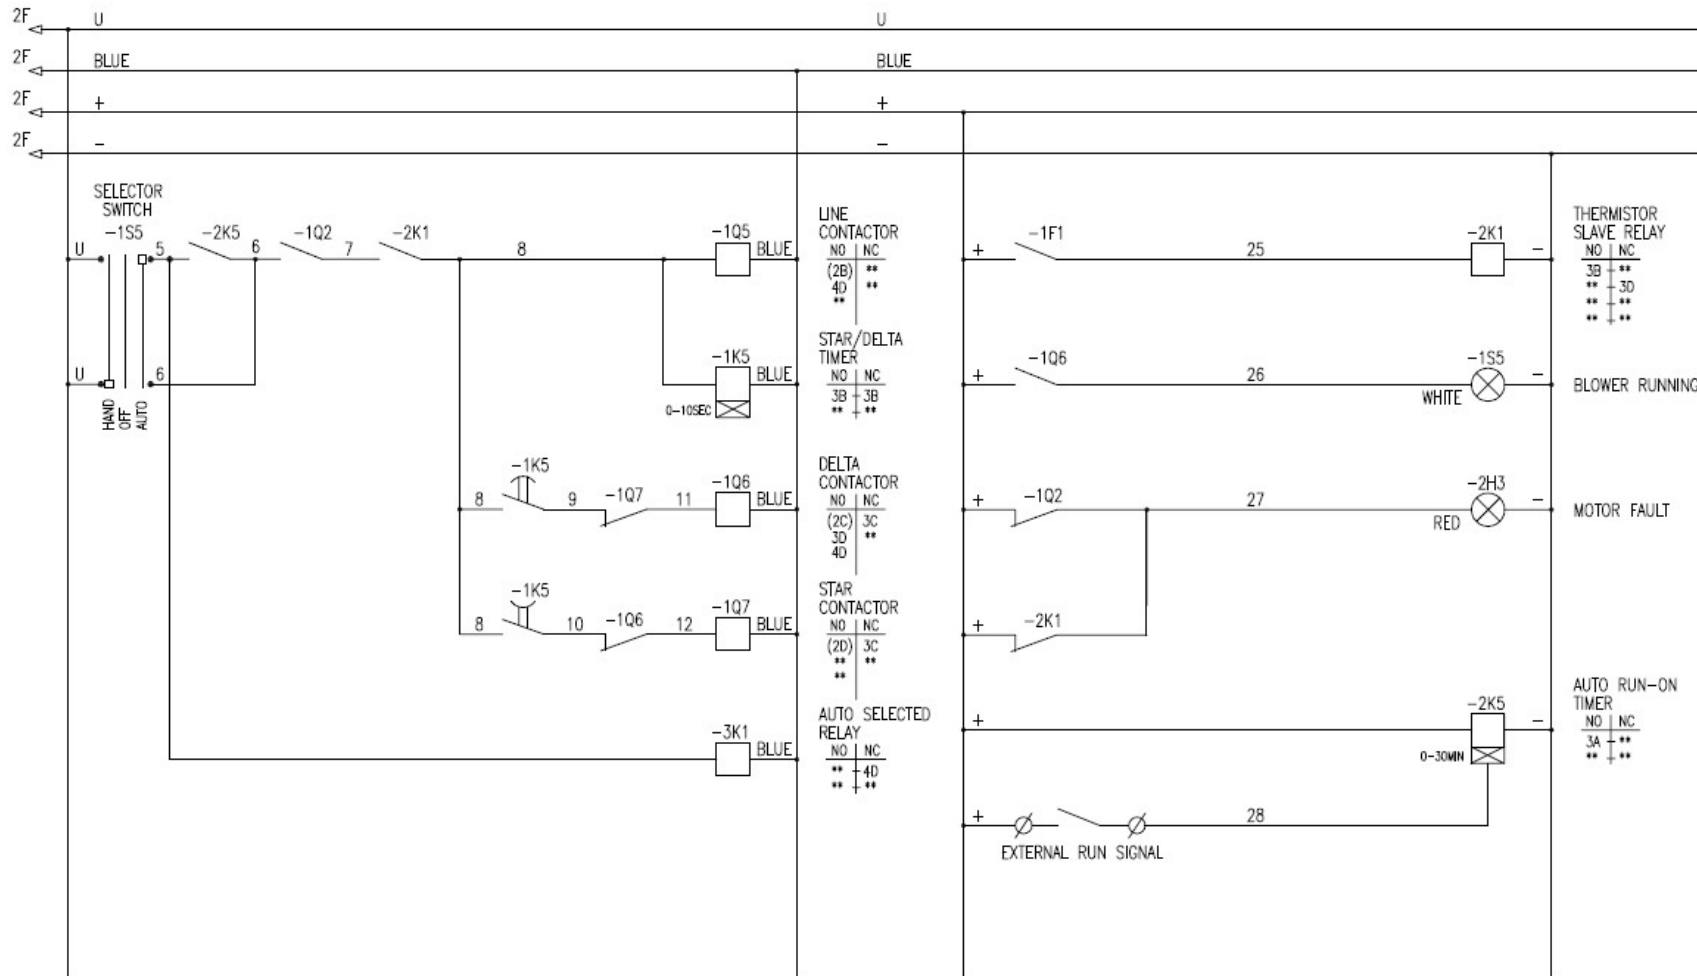 2F U U
2F BLUE BLUE
2F + +
2F - -
SELECTOR
SWITCH
-1S5
U 5 -2K5 6 -1Q2 7 -2K1 8 -1Q5 BLUE
U 6
HAND
OFF
AUTO
LINE
CONTACTOR
NO NC
(2B) **
4D **
**
-1K5 BLUE
0-10SEC
STAR/DELTA
TIMER
NO NC
3B 3B
** **
8 -1K5 9 -1Q7 11 -1Q6 BLUE
DELTA
CONTACTOR
NO NC
(2C) 3C
3D **
4D
8 -1K5 10 -1Q6 12 -1Q7 BLUE
STAR
CONTACTOR
NO NC
(2D) 3C
** **
**
-3K1 BLUE
AUTO SELECTED
RELAY
NO NC
** 4D
** **
+ -1F1 25 -2K1 -
THERMISTOR
SLAVE RELAY
NO NC
3B **
** 3D
** **
** **
+ -1Q6 26 WHITE -1S5 - BLOWER RUNNING
+ -1Q2 27 RED -2H3 - MOTOR FAULT
+ -2K1
+ -2K5 -
0-30MIN
AUTO RUN-ON
TIMER
NO NC
3A **
** **
+ 28
EXTERNAL RUN SIGNAL